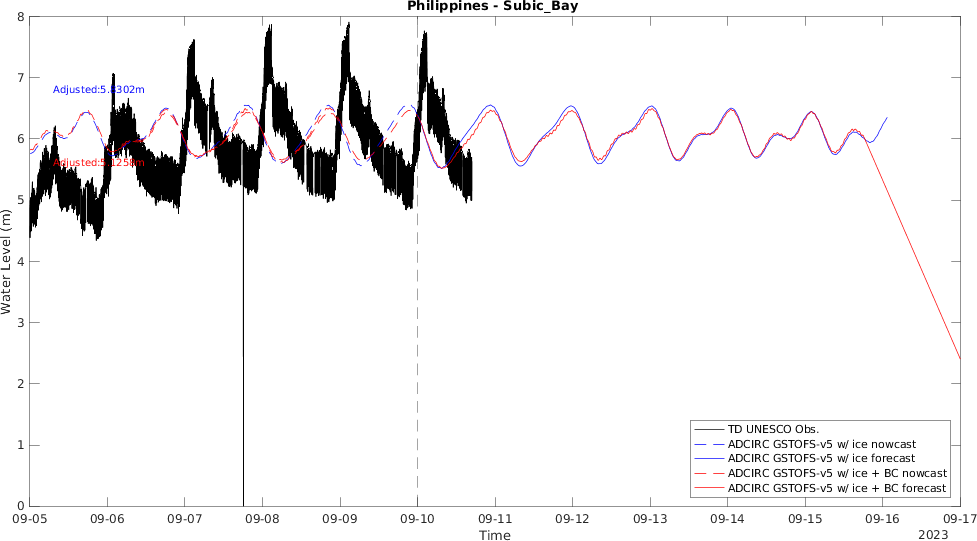 Philippines - Subic_Bay
8
7
6
5
4
3
2
1
0
Water Level (m)
Adjusted:5.8302m
Adjusted:5.1258m
TD UNESCO Obs.
ADCIRC GSTOFS-v5 w/ ice nowcast
ADCIRC GSTOFS-v5 w/ ice forecast
ADCIRC GSTOFS-v5 w/ ice + BC nowcast
ADCIRC GSTOFS-v5 w/ ice + BC forecast
09-05 09-06 09-07 09-08 09-09 09-10 09-11 09-12 09-13 09-14 09-15 09-16 09-17
Time
2023